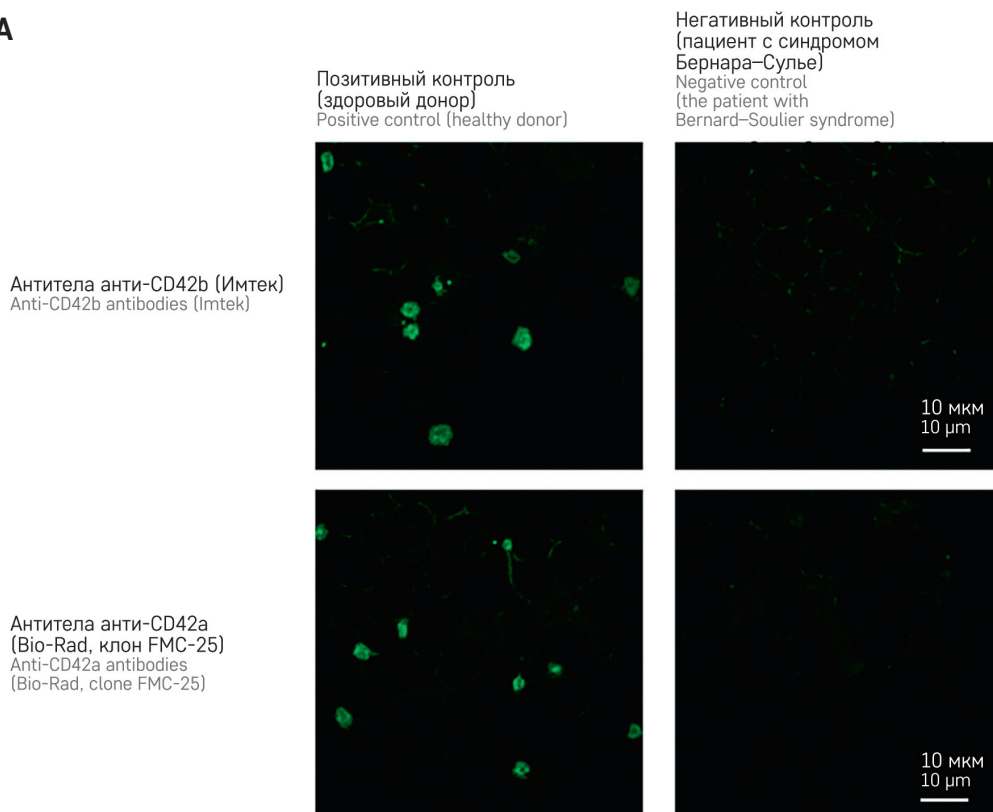 А
Позитивный контроль
(здоровый донор)
Positive control (healthy donor)
Негативный контроль
(пациент с синдромом
Бернара–Сулье)
Negative control
(the patient with
Bernard–Soulier syndrome)
Антитела анти-CD42b (Имтек)
Anti-CD42b antibodies (Imtek)
10 мкм
10 µm
Антитела анти-CD42a
(Bio-Rad, клон FMC-25)
Anti-CD42a antibodies
(Bio-Rad, clone FMC-25)
10 мкм
10 µm